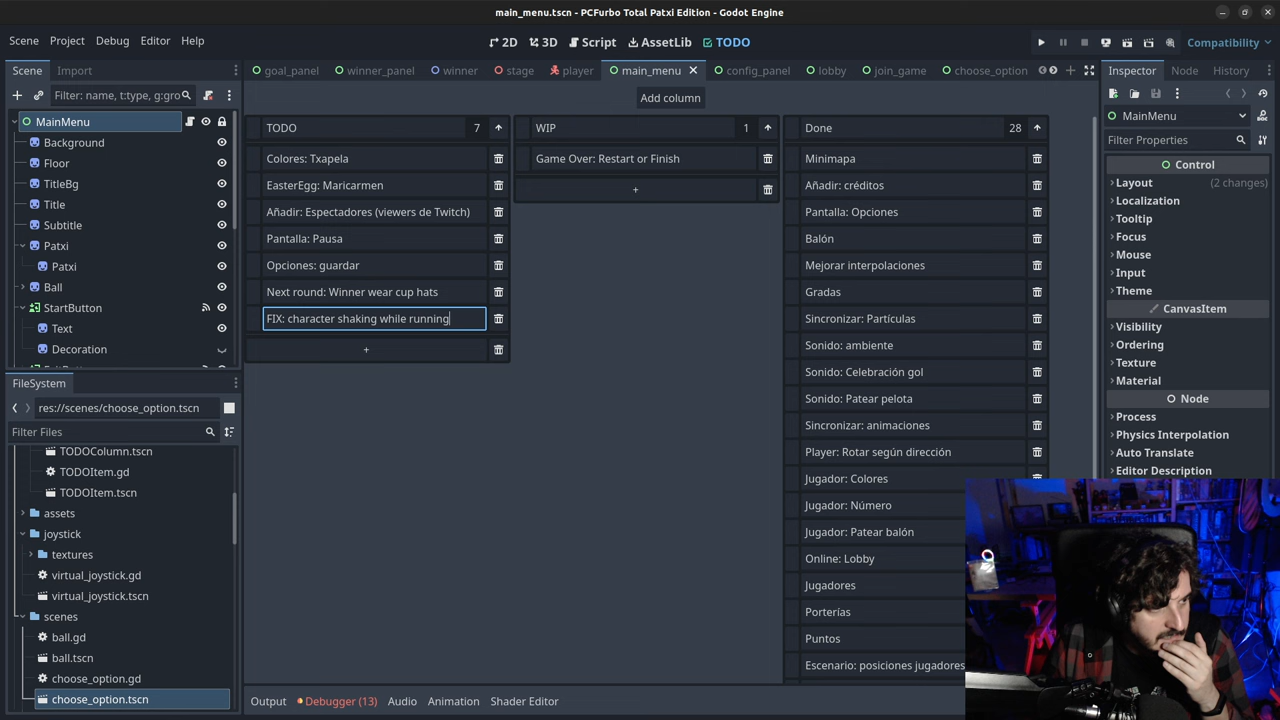 main_menu.tscn - PCFurbo Total Patxi Edition - Godot Engine
Scene Project Debug Editor Help
2D 3D Script AssetLib TODO
Compatibility
Scene Import
goal_panel winner_panel winner stage player main_menu config_panel lobby join_game choose_option
Inspector Node History
Filter: name, t:type, g:gro
Add column
MainMenu
Background
Floor
TitleBg
Title
Subtitle
Patxi
Patxi
Ball
StartButton
Text
Decoration
FileSystem
res://scenes/choose_option.tscn
Filter Files
TODOColumn.tscn
TODOItem.gd
TODOItem.tscn
assets
joystick
textures
virtual_joystick.gd
virtual_joystick.tscn
scenes
ball.gd
ball.tscn
choose_option.gd
choose_option.tscn
TODO 7
Colores: Txapela
EasterEgg: Maricarmen
Añadir: Espectadores (viewers de Twitch)
Pantalla: Pausa
Opciones: guardar
Next round: Winner wear cup hats
FIX: character shaking while running
+
WIP 1
Game Over: Restart or Finish
+
Done 28
Minimapa
Añadir: créditos
Pantalla: Opciones
Balón
Mejorar interpolaciones
Gradas
Sincronizar: Partículas
Sonido: ambiente
Sonido: Celebración gol
Sonido: Patear pelota
Sincronizar: animaciones
Player: Rotar según dirección
Jugador: Colores
Jugador: Número
Jugador: Patear balón
Online: Lobby
Jugadores
Porterías
Puntos
Escenario: posiciones jugadores
Output Debugger (13) Audio Animation Shader Editor
MainMenu
Filter Properties
Control
Layout (2 changes)
Localization
Tooltip
Focus
Mouse
Input
Theme
CanvasItem
Visibility
Ordering
Texture
Material
Node
Process
Physics Interpolation
Auto Translate
Editor Description